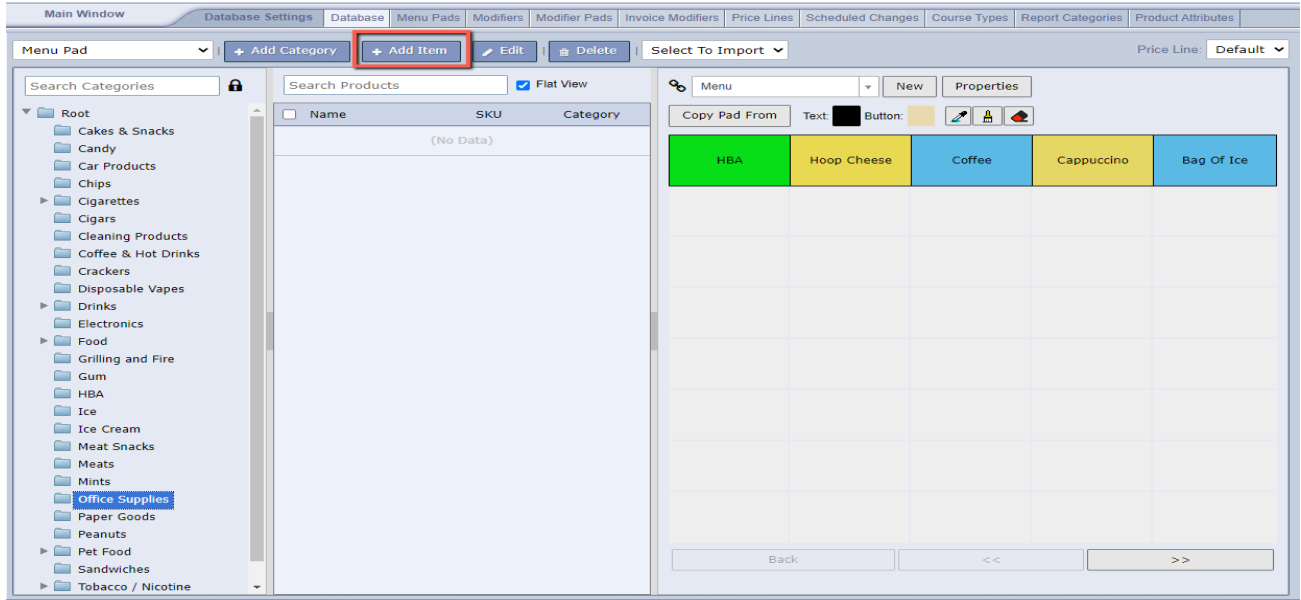 Main Window Database Settings Database Menu Pads Modifiers Modifier Pads Invoice Modifiers Price Lines Scheduled Changes Course Types Report Categories Product Attributes
Menu Pad | + Add Category + Add Item Edit | Delete | Select To Import Price Line: Default
Search Categories
Root
Cakes & Snacks
Candy
Car Products
Chips
Cigarettes
Cigars
Cleaning Products
Coffee & Hot Drinks
Crackers
Disposable Vapes
Drinks
Electronics
Food
Grilling and Fire
Gum
HBA
Ice
Ice Cream
Meat Snacks
Meats
Mints
Office Supplies
Paper Goods
Peanuts
Pet Food
Sandwiches
Tobacco / Nicotine
Search Products Flat View
Name SKU Category
(No Data)
Menu New Properties
Copy Pad From Text: Button:
HBA Hoop Cheese Coffee Cappuccino Bag Of Ice
Back << >>